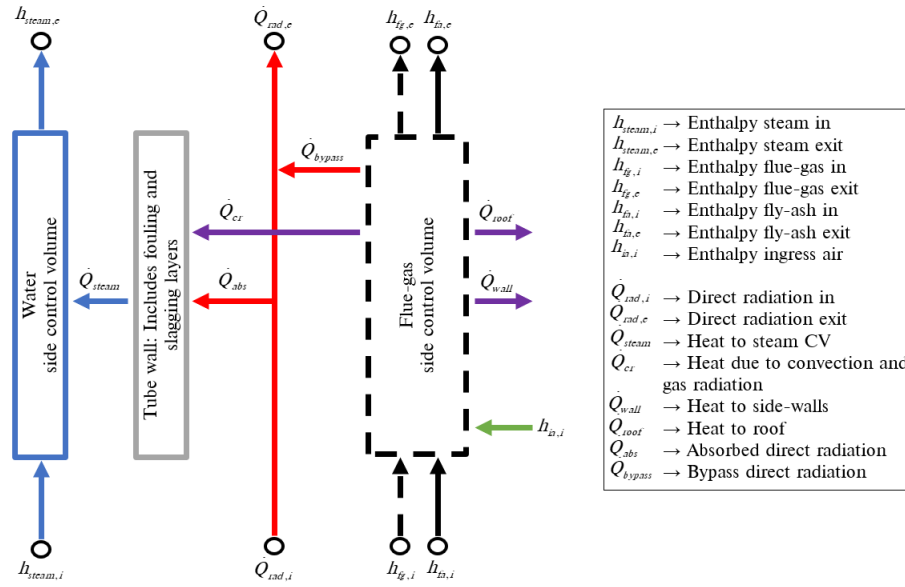 h_steam,e
Q̇_rad,e
h_fg,e
h_fa,e
Q̇_bypass
Q̇_cr
Q̇_roof
Q̇_steam
Q̇_abs
Q̇_wall
Water
side control volume
Tube wall: Includes fouling and
slagging layers
Flue-gas
side control volume
h_ia,i
h_steam,i
Q̇_rad,i
h_fg,i
h_fa,i
h_steam,i → Enthalpy steam in
h_steam,e → Enthalpy steam exit
h_fg,i → Enthalpy flue-gas in
h_fg,e → Enthalpy flue-gas exit
h_fa,i → Enthalpy fly-ash in
h_fa,e → Enthalpy fly-ash exit
h_ia,i → Enthalpy ingress air
Q̇_rad,i → Direct radiation in
Q̇_rad,e → Direct radiation exit
Q̇_steam → Heat to steam CV
Q̇_cr → Heat due to convection and
gas radiation
Q̇_wall → Heat to side-walls
Q̇_roof → Heat to roof
Q̇_abs → Absorbed direct radiation
Q̇_bypass → Bypass direct radiation